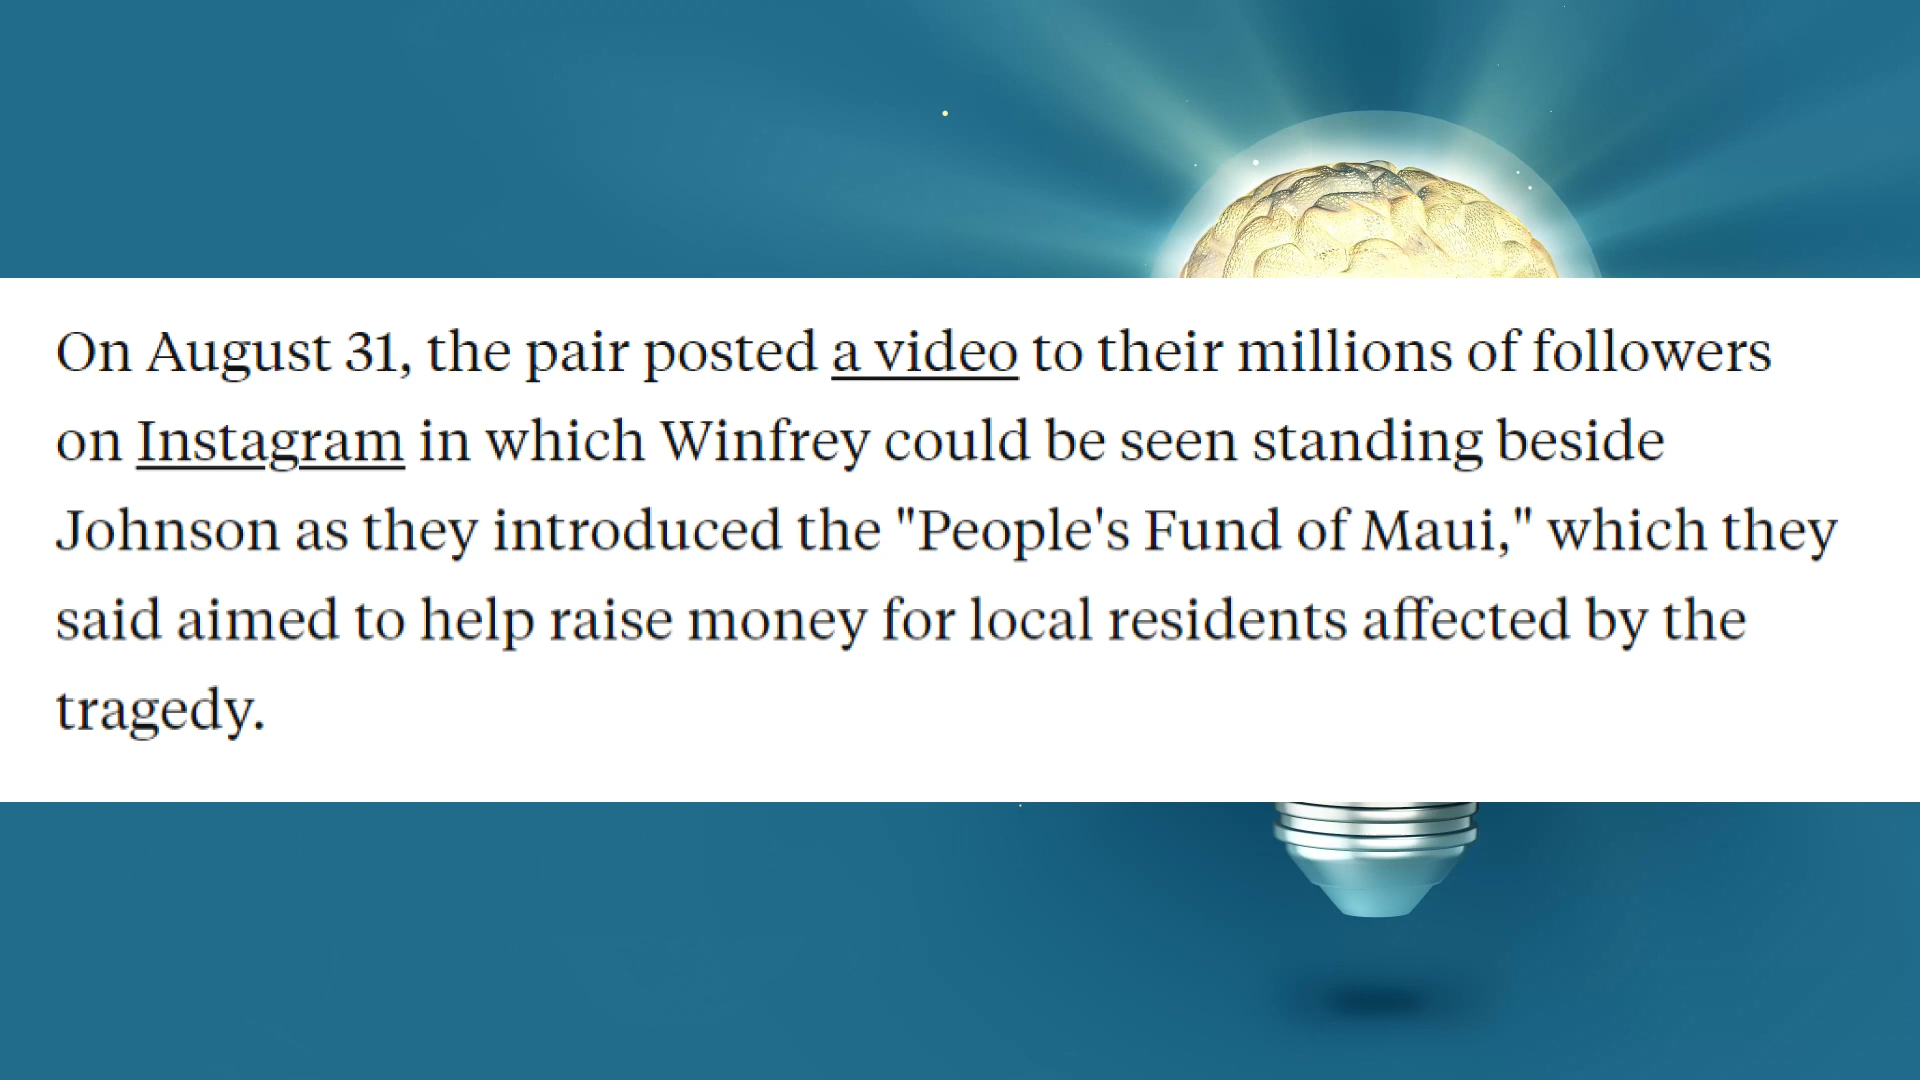 On August 31, the pair posted a video to their millions of followers
on Instagram in which Winfrey could be seen standing beside
Johnson as they introduced the "People's Fund of Maui," which they
said aimed to help raise money for local residents affected by the
tragedy.